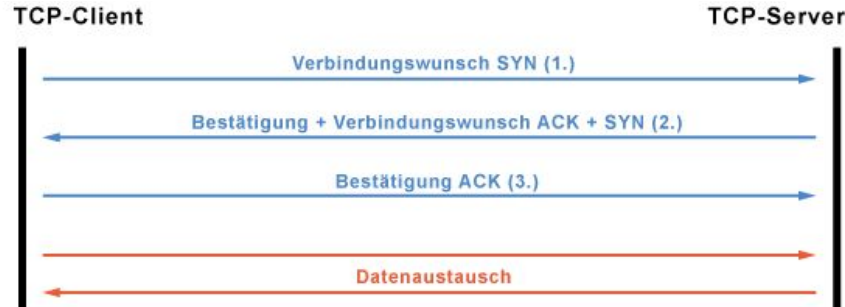 TCP-Client
TCP-Server
Verbindungswunsch SYN (1.)
Bestätigung + Verbindungswunsch ACK + SYN (2.)
Bestätigung ACK (3.)
Datenaustausch